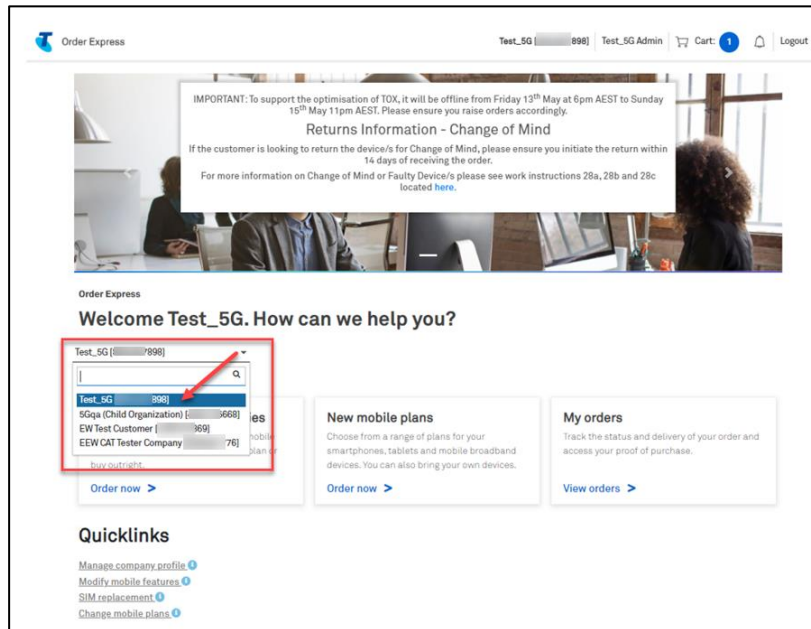 Order Express
Test_5G [ 898] Test_5G Admin Cart: 1 Logout
IMPORTANT: To support the optimisation of TOX, it will be offline from Friday 13th May at 6pm AEST to Sunday
15th May 11pm AEST. Please ensure you raise orders accordingly.
Returns Information - Change of Mind
If the customer is looking to return the device/s for Change of Mind, please ensure you initiate the return within
14 days of receiving the order.
For more information on Change of Mind or Faulty Device/s please see work instructions 28a, 28b and 28c
located here.
Order Express
Welcome Test_5G. How can we help you?
Test_5G [ 7898]
Test_5G 898]
5Gqa (Child Organization) [ 6668]
EW Test Customer [ 369]
EEW CAT Tester Company 76]
buy outright.
Order now >
New mobile plans
Choose from a range of plans for your
smartphones, tablets and mobile broadband
devices. You can also bring your own devices.
Order now >
My orders
Track the status and delivery of your order and
access your proof of purchase.
View orders >
Quicklinks
Manage company profile
Modify mobile features
SIM replacement
Change mobile plans